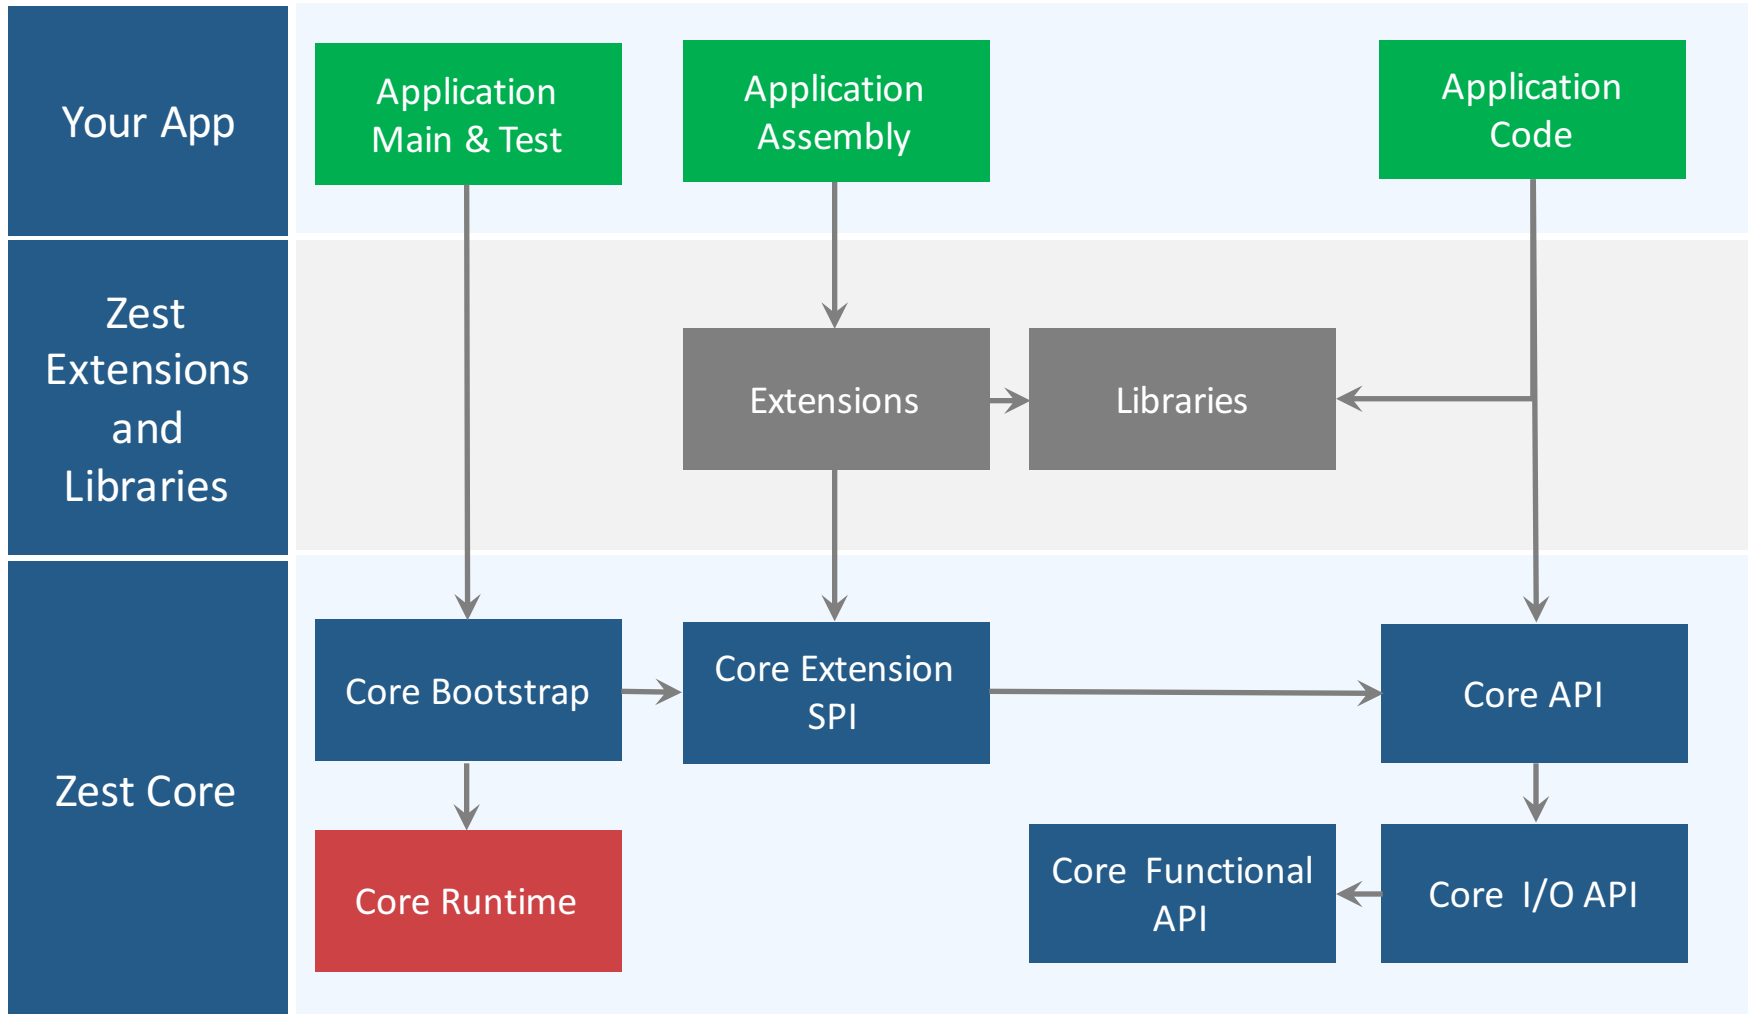 Your App
Application
Main & Test
Application
Assembly
Application
Code
Zest
Extensions
and
Libraries
Extensions
Libraries
Zest Core
Core Bootstrap
Core Extension
SPI
Core API
Core Runtime
Core Functional
API
Core I/O API